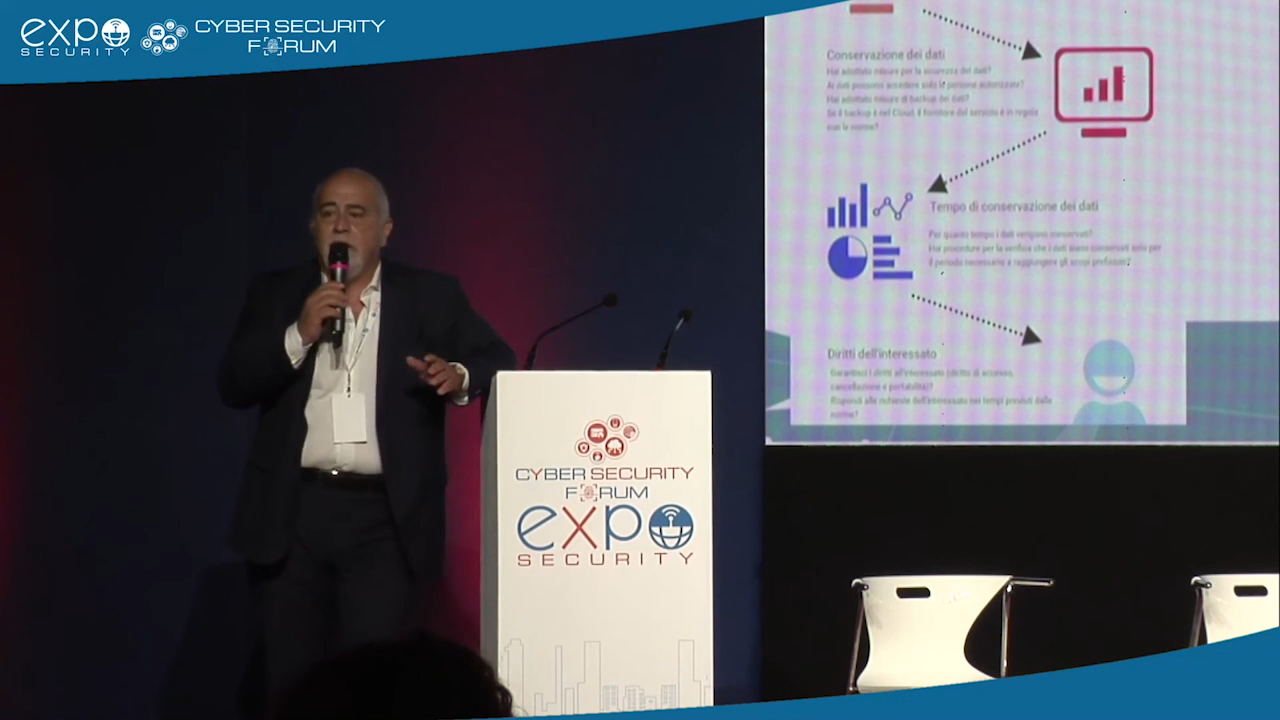 expo
SECURITY
CYBER SECURITY
FORUM
Conservazione dei dati
Hai adottato misure per la sicurezza dei dati?
Ai dati possono accedere solo le persone autorizzate?
Hai adottato misure di backup dei dati?
Se il backup è nel Cloud, il fornitore del servizio è in regola
con le norme?
Tempo di conservazione dei dati
Per quanto tempo i dati vengono conservati?
Hai procedure per la verifica che i dati siano conservati solo per
il periodo necessario a raggiungere gli scopi prefissati?
Diritti dell'interessato
Garantisci i diritti all'interessato (diritto di accesso,
cancellazione e portabilità)?
Rispondi alle richieste dell'interessato nei tempi previsti dalle
norme?
CYBER SECURITY
FORUM
expo
SECURITY